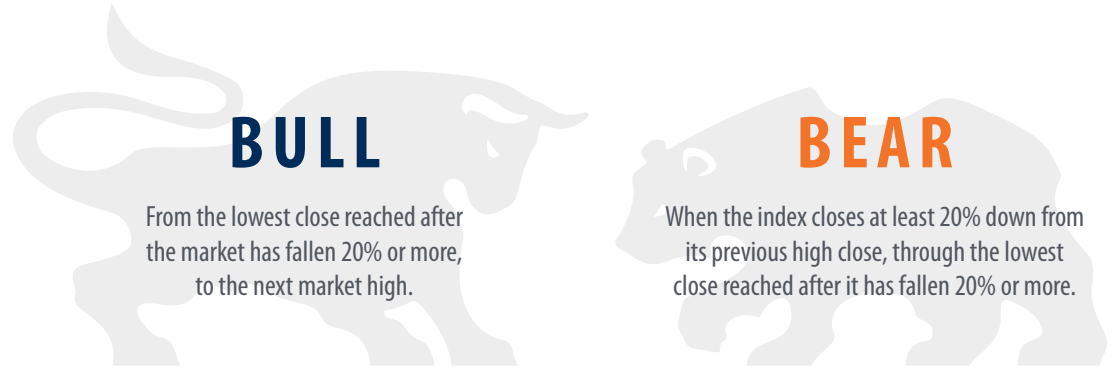 BULL
From the lowest close reached after
the market has fallen 20% or more,
to the next market high.
BEAR
When the index closes at least 20% down from
its previous high close, through the lowest
close reached after it has fallen 20% or more.